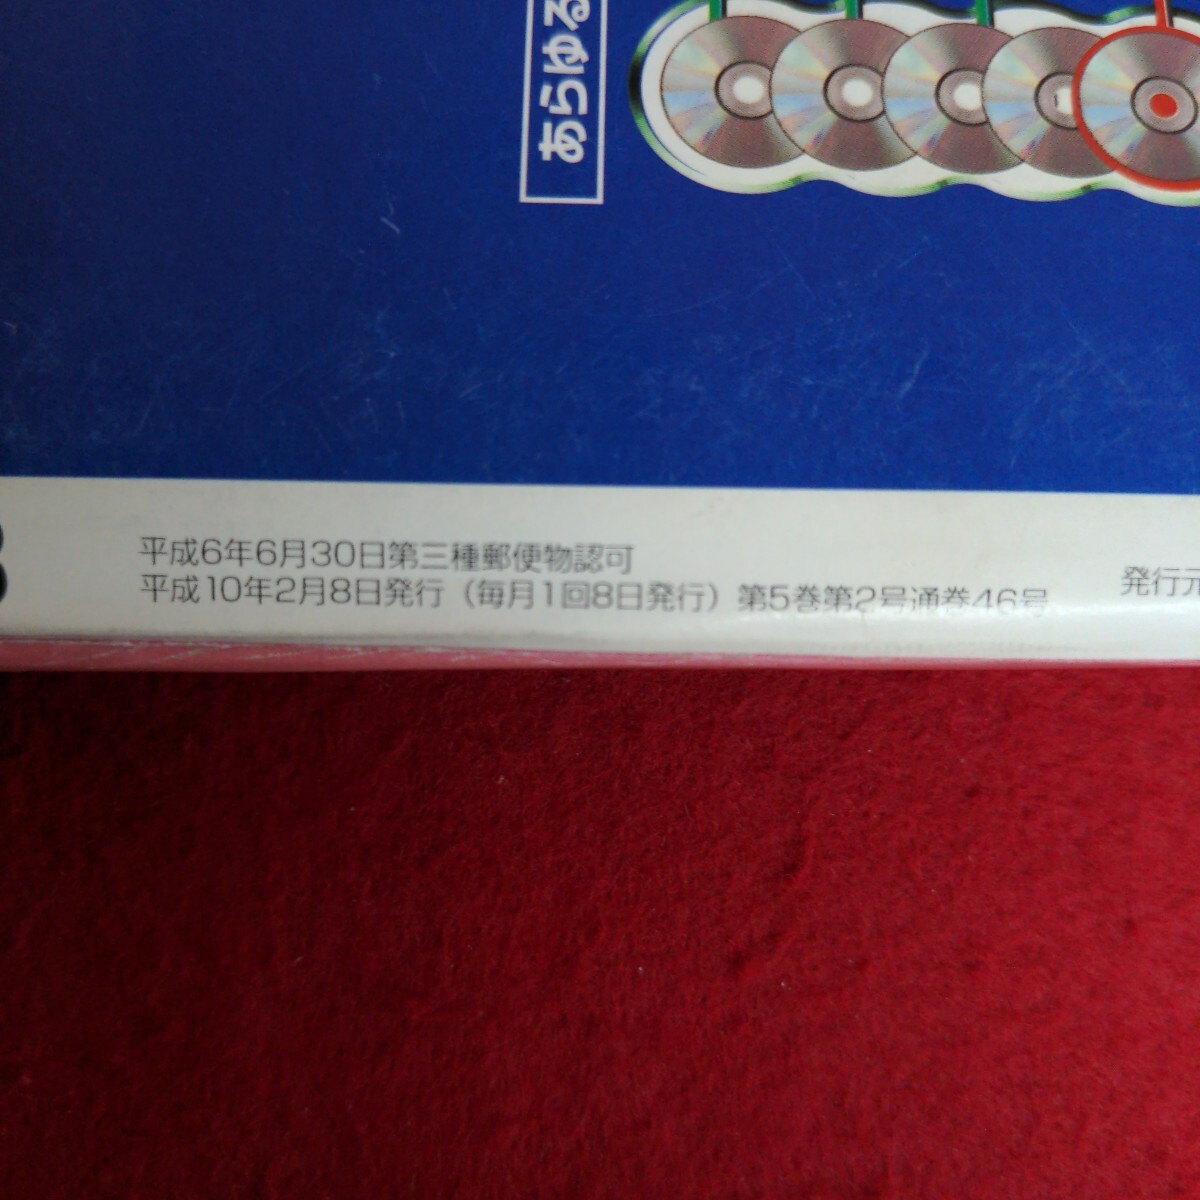 あらゆる
平成6年6月30日第三種郵便物認可
平成10年2月8日発行（毎月1回8日発行）第5巻第2号通巻46号
発行元